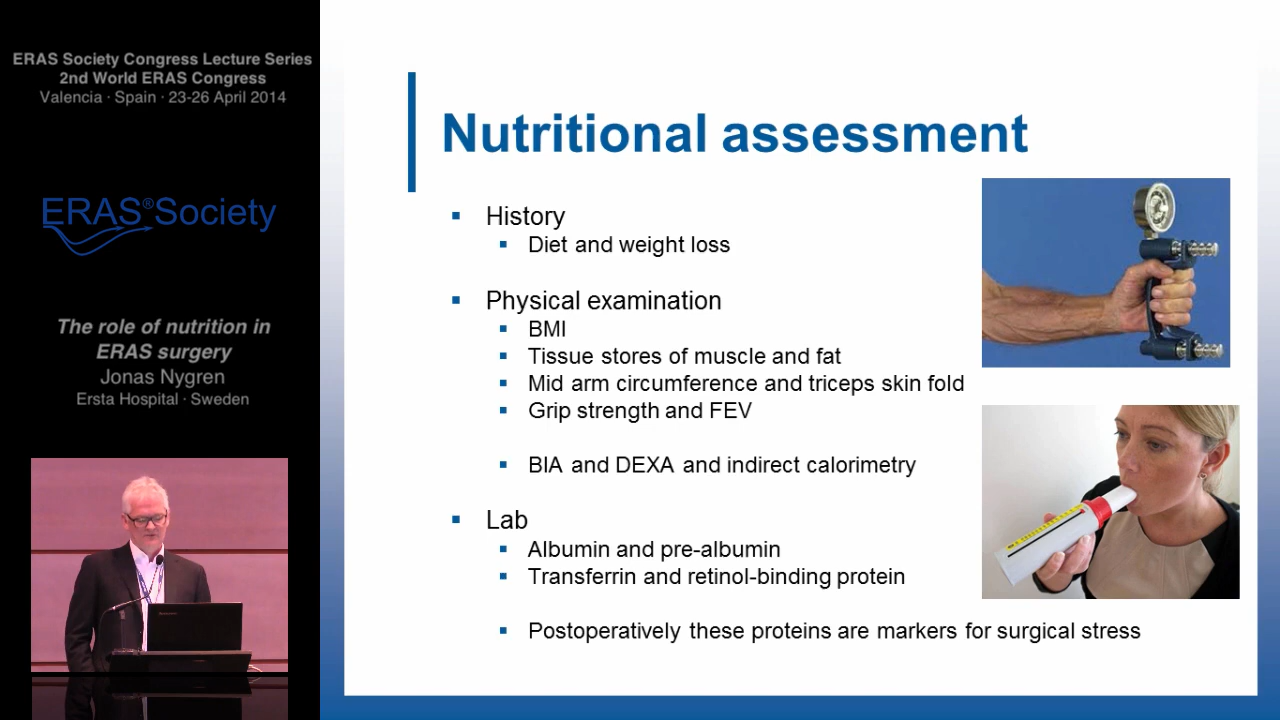 ERAS Society Congress Lecture Series
2nd World ERAS Congress
Valencia · Spain · 23-26 April 2014
ERAS®Society
The role of nutrition in
ERAS surgery
Jonas Nygren
Ersta Hospital · Sweden
Nutritional assessment
▪ History
▪ Diet and weight loss
▪ Physical examination
▪ BMI
▪ Tissue stores of muscle and fat
▪ Mid arm circumference and triceps skin fold
▪ Grip strength and FEV
▪ BIA and DEXA and indirect calorimetry
▪ Lab
▪ Albumin and pre-albumin
▪ Transferrin and retinol-binding protein
▪ Postoperatively these proteins are markers for surgical stress